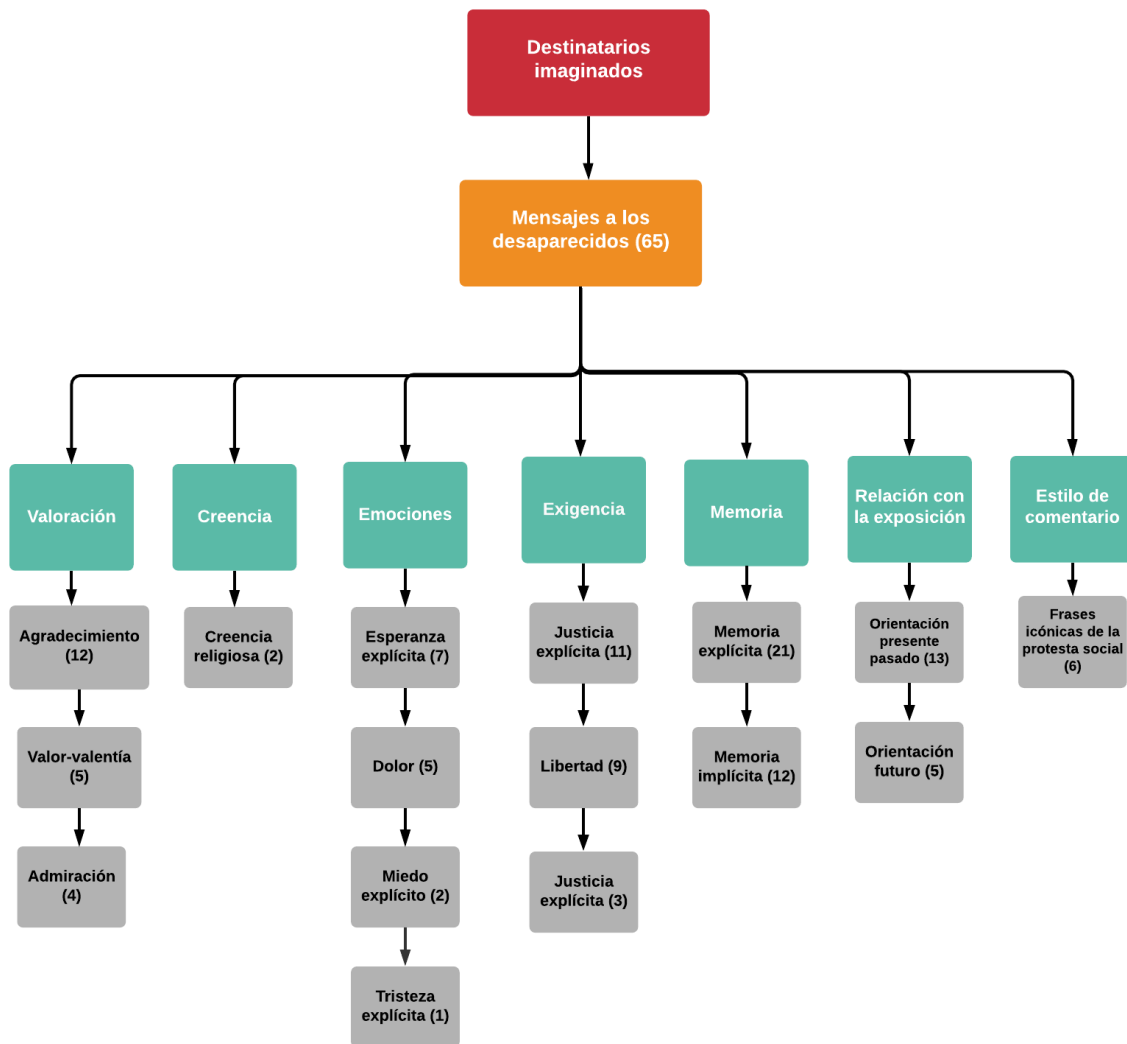 Destinatarios
imaginados
Mensajes a los
desaparecidos (65)
Valoración
Creencia
Emociones
Exigencia
Memoria
Relación con
la exposición
Estilo de
comentario
Agradecimiento
(12)
Valor-valentía
(5)
Admiración
(4)
Creencia
religiosa (2)
Esperanza
explícita (7)
Dolor (5)
Miedo
explícito (2)
Tristeza
explícita (1)
Justicia
explícita (11)
Libertad (9)
Justicia
explícita (3)
Memoria
explícita (21)
Memoria
implícita (12)
Orientación
presente
pasado (13)
Orientación
futuro (5)
Frases
icónicas de la
protesta social
(6)